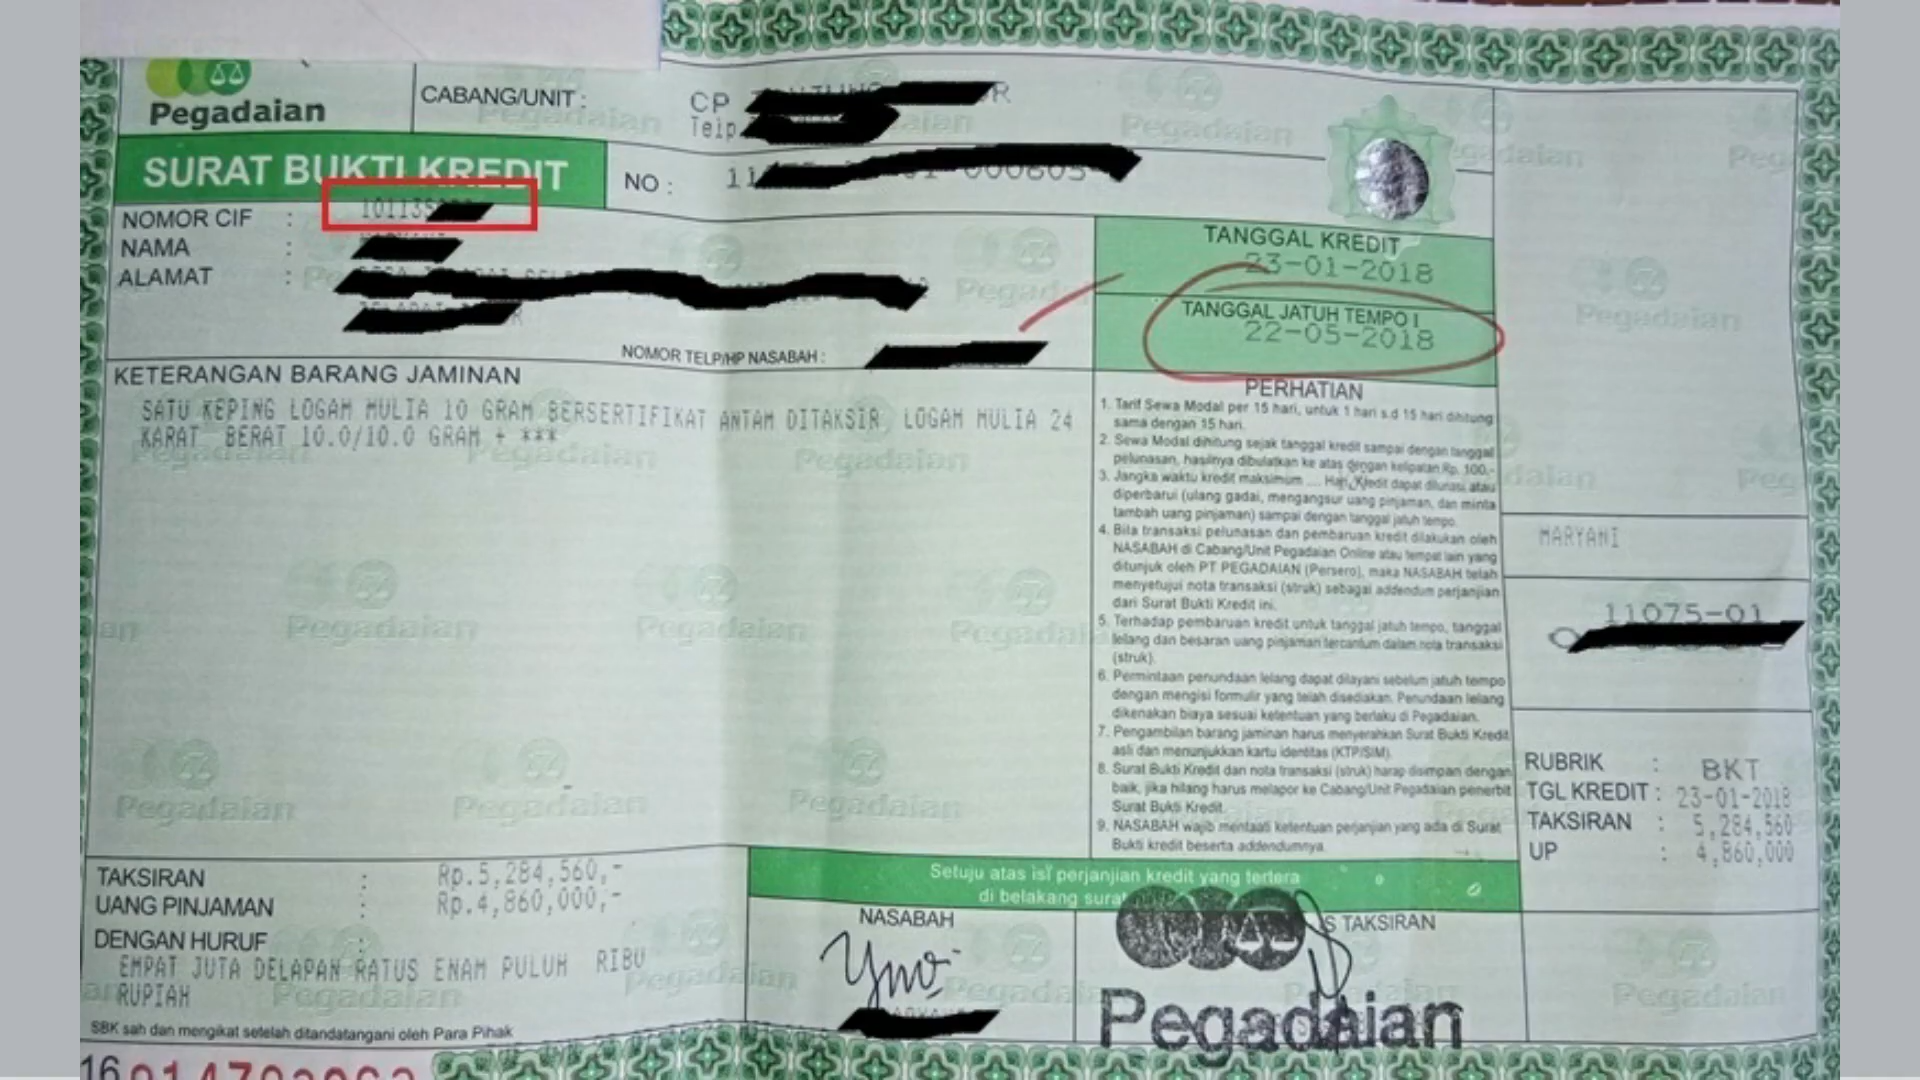 Pegadaian
CABANG/UNIT :
CP
Telp
SURAT BUKTI KREDIT
NO :
NOMOR CIF :
NAMA :
ALAMAT :
NOMOR TELP/HP NASABAH :
TANGGAL KREDIT
23-01-2018
TANGGAL JATUH TEMPO I
22-05-2018
KETERANGAN BARANG JAMINAN
SATU KEPING LOGAM MULIA 10 GRAM BERSERTIFIKAT ANTAM DITAKSIR LOGAM MULIA 24
KARAT BERAT 10.0/10.0 GRAM + ***
PERHATIAN
1. Tarif Sewa Modal per 15 hari, untuk 1 hari s.d 15 hari dihitung
sama dengan 15 hari.
2. Sewa Modal dihitung sejak tanggal kredit sampai dengan tanggal
pelunasan, hasilnya dibulatkan ke atas dengan kelipatan Rp. 100,-
3. Jangka waktu kredit maksimum .... Hari, Kredit dapat dilunasi atau
diperbarui (ulang gadai, mengangsur uang pinjaman, dan minta
tambah uang pinjaman) sampai dengan tanggal jatuh tempo.
4. Bila transaksi pelunasan dan pembaruan kredit dilakukan oleh
NASABAH di Cabang/Unit Pegadaian Online atau tempat lain yang
ditunjuk oleh PT PEGADAIAN (Persero), maka NASABAH telah
menyetujui nota transaksi (struk) sebagai addendum perjanjian
dari Surat Bukti Kredit ini.
5. Terhadap pembaruan kredit untuk tanggal jatuh tempo, tanggal
lelang dan besaran uang pinjaman tercantum dalam nota transaksi
(struk).
6. Permintaan penundaan lelang dapat dilayani sebelum jatuh tempo
dengan mengisi formulir yang telah disediakan. Penundaan lelang
dikenakan biaya sesuai ketentuan yang berlaku di Pegadaian.
7. Pengambilan barang jaminan harus menyerahkan Surat Bukti Kredit
asli dan menunjukkan kartu identitas (KTP/SIM).
8. Surat Bukti Kredit dan nota transaksi (struk) harap disimpan dengan
baik, jika hilang harus melapor ke Cabang/Unit Pegadaian penerbit
Surat Bukti Kredit.
9. NASABAH wajib mentaati ketentuan perjanjian yang ada di Surat
Bukti kredit beserta addendumnya.
MARYANI
11075-01
RUBRIK : BKT
TGL KREDIT : 23-01-2018
TAKSIRAN : 5,284,560
UP : 4,860,000
TAKSIRAN : Rp.5,284,560,-
UANG PINJAMAN : Rp.4,860,000,-
DENGAN HURUF :
EMPAT JUTA DELAPAN RATUS ENAM PULUH RIBU
RUPIAH
SBK sah dan mengikat setelah ditandatangani oleh Para Pihak
Setuju atas isi perjanjian kredit yang tertera
di belakang surat
NASABAH
S TAKSIRAN
Pegadaian
16